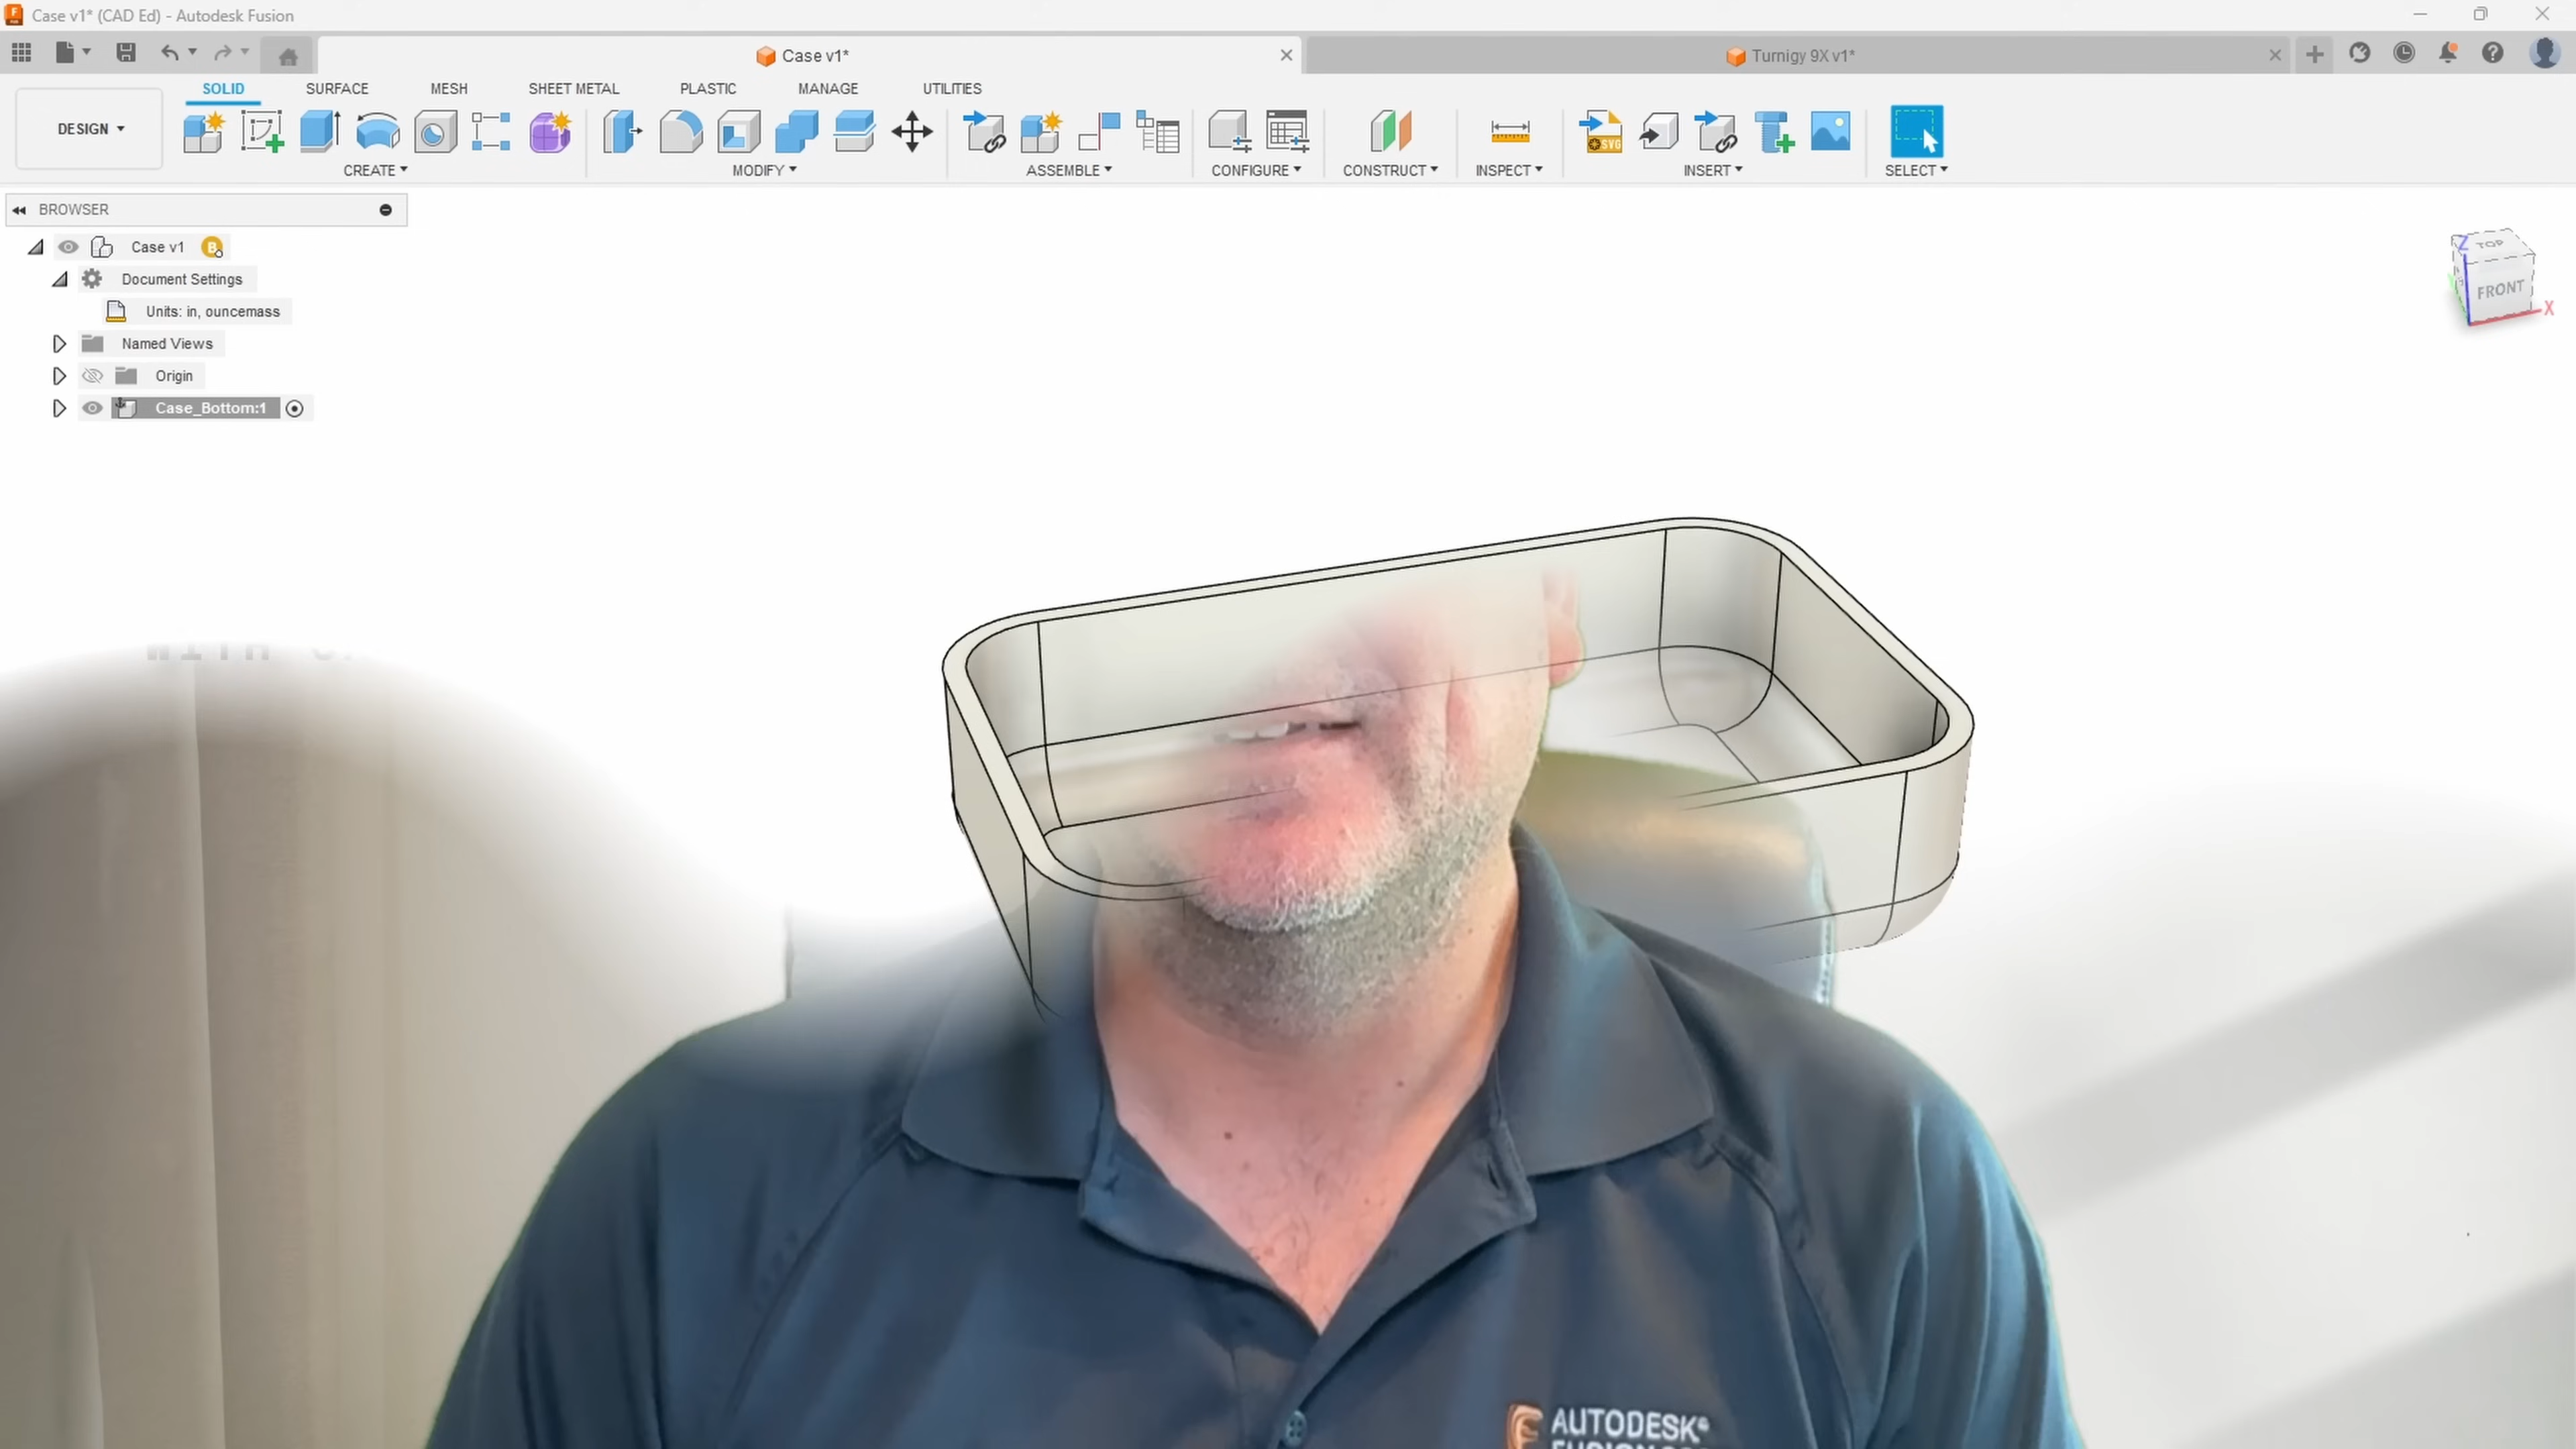 Case v1* (CAD Ed) - Autodesk Fusion
Case v1*
Turnigy 9X v1*
SOLID SURFACE MESH SHEET METAL PLASTIC MANAGE UTILITIES
DESIGN
CREATE MODIFY ASSEMBLE CONFIGURE CONSTRUCT INSPECT INSERT SELECT
SVG
BROWSER
Case v1
B
Document Settings
Units: in, ouncemass
Named Views
Origin
Case_Bottom:1
Z
TOP
FRONT
X
WITH
AUTODESK®